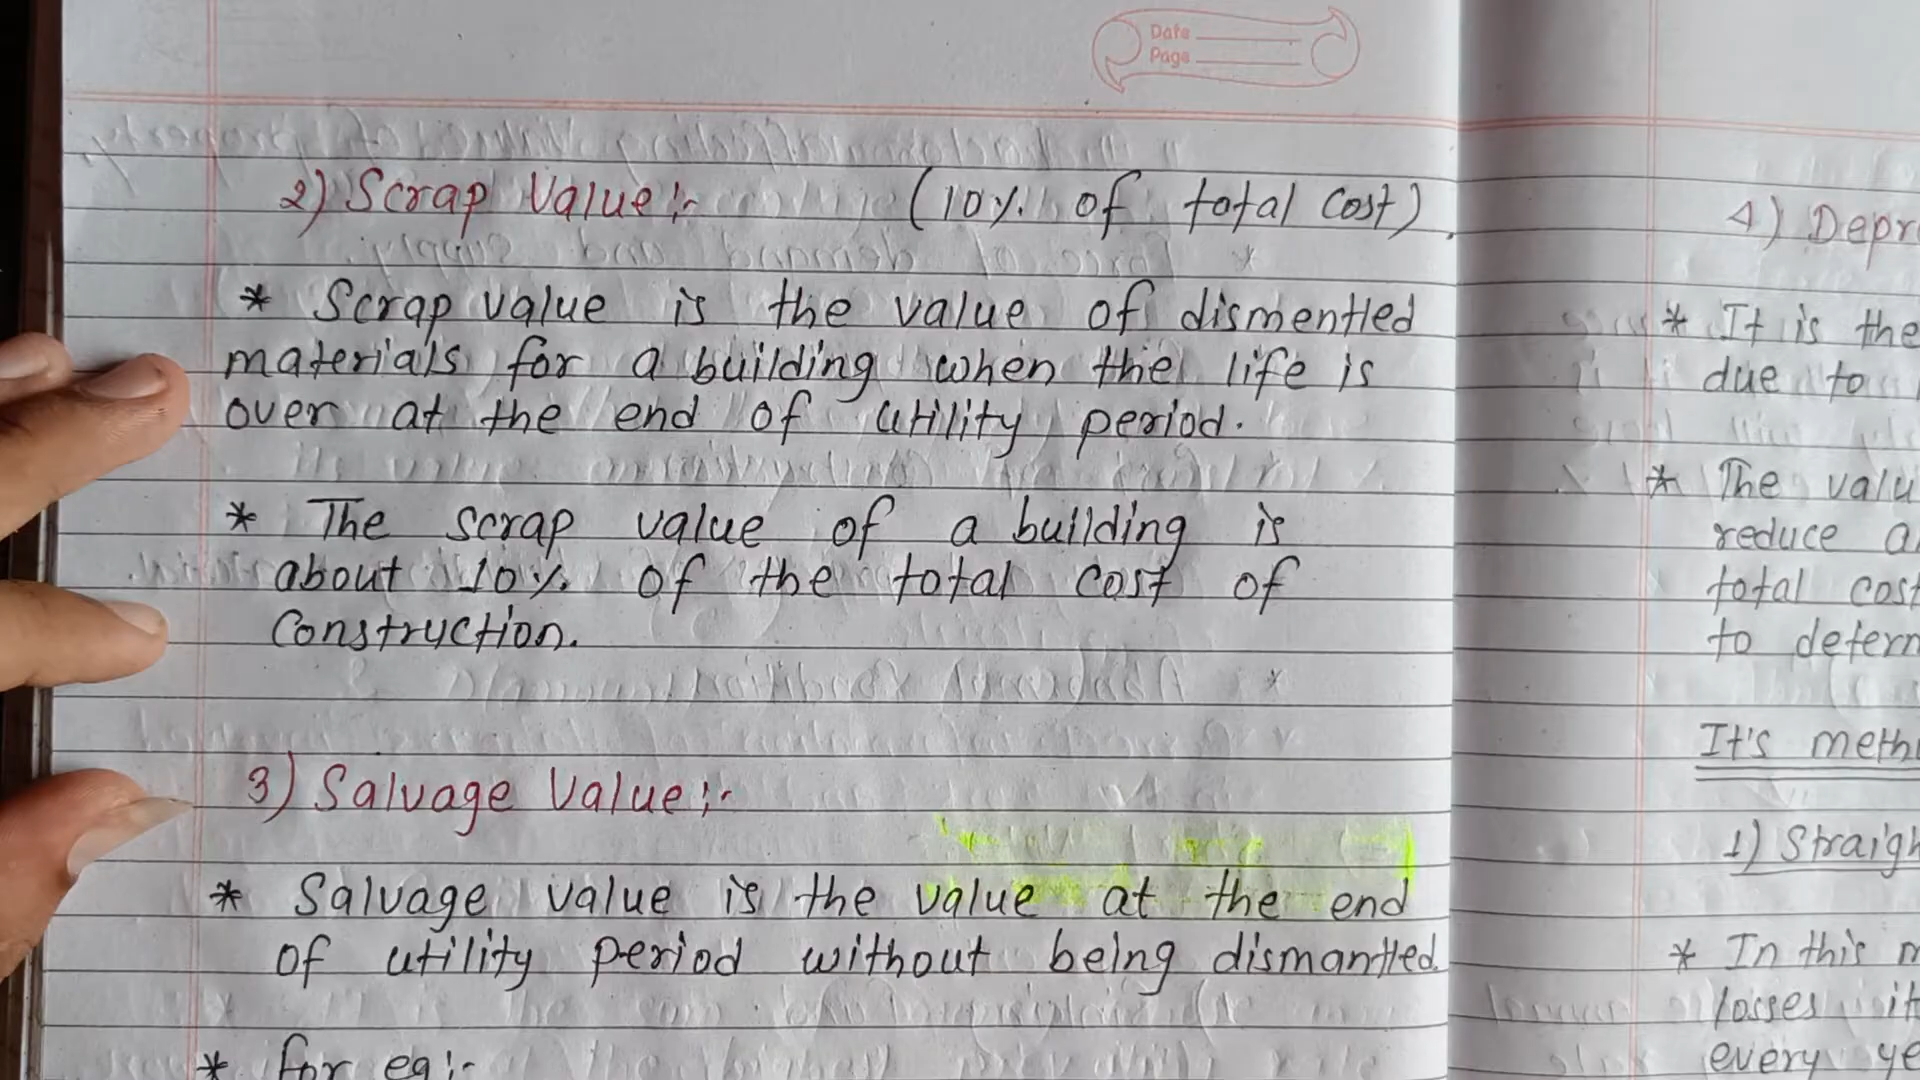 Date
Page
2) Scrap Value:- (10% of total cost).
* Scrap value is the value of dismentled
materials for a building when the life is
over at the end of utility period.
* The scrap value of a building is
about 10% of the total cost of
Construction.
3) Salvage Value:-
* Salvage value is the value at the end
of utility period without being dismantled.
* for eg:-
4) Depr
* It is the
due to
* The valu
reduce a
total cost
to determ
It's meth
1) Straigh
* In this m
losses it
every ye